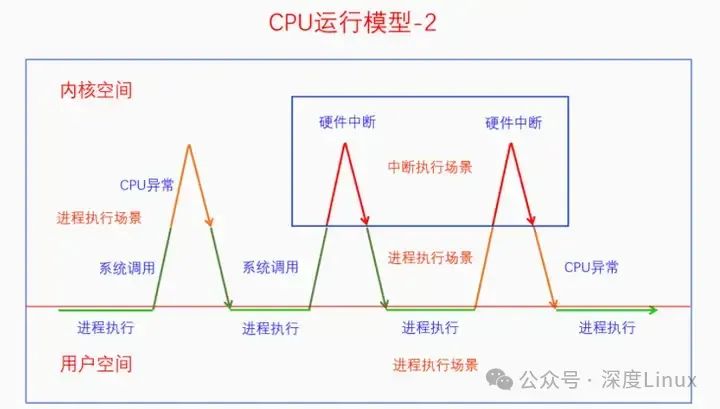 CPU运行模型-2
内核空间
硬件中断
硬件中断
CPU异常
中断执行场景
进程执行场景
系统调用
系统调用
进程执行场景
CPU异常
进程执行
进程执行
进程执行
进程执行
用户空间
进程执行场景
公众号·深度Linux